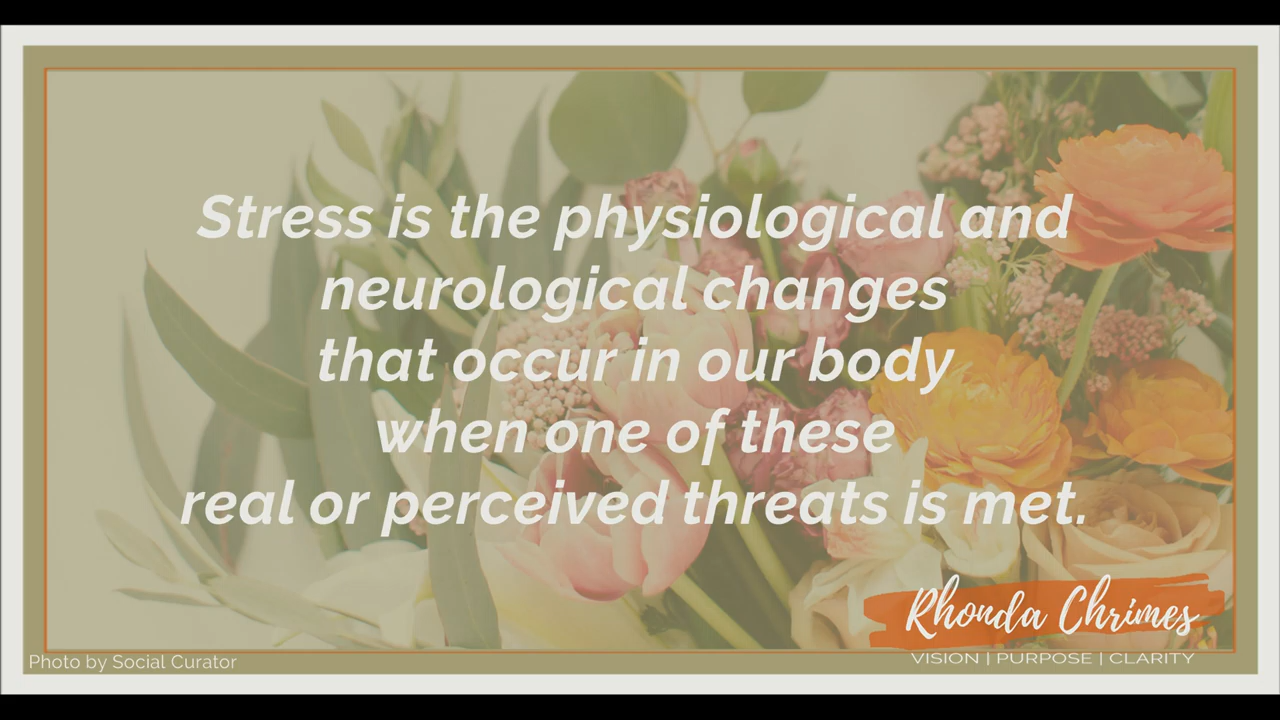 Stress is the physiological and
neurological changes
that occur in our body
when one of these
real or perceived threats is met.
Rhonda Chrimes
VISION | PURPOSE | CLARITY
Photo by Social Curator